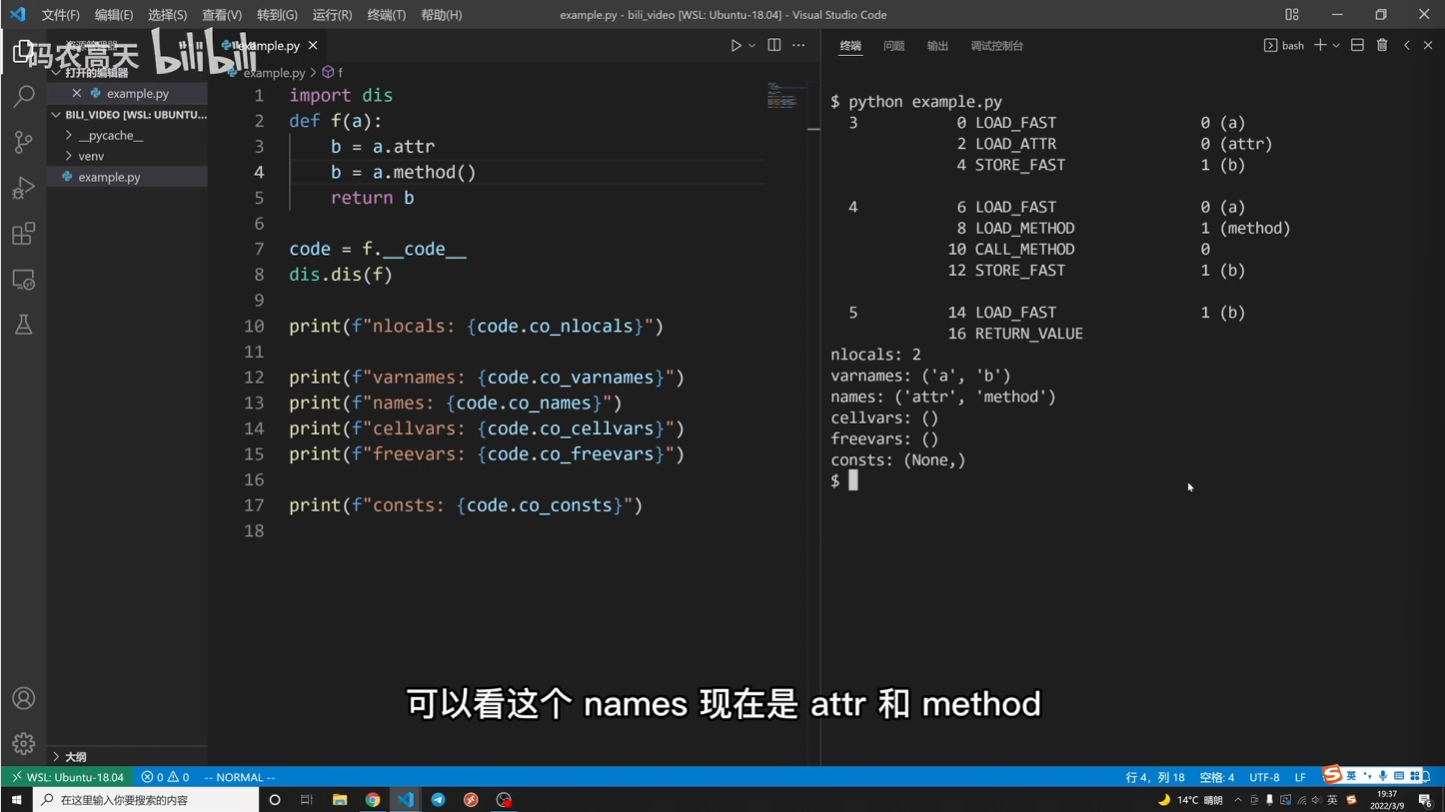 文件(F) 编辑(E) 选择(S) 查看(V) 转到(G) 运行(R) 终端(T) 帮助(H) example.py - bili_video [WSL: Ubuntu-18.04] - Visual Studio Code
码农高天 bilibili
资源管理器
打开的编辑器
example.py
BILI_VIDEO [WSL: UBUNTU...
__pycache__
venv
example.py
大纲
example.py
example.py > f
1 import dis
2 def f(a):
3 b = a.attr
4 b = a.method()
5 return b
6
7 code = f.__code__
8 dis.dis(f)
9
10 print(f"nlocals: {code.co_nlocals}")
11
12 print(f"varnames: {code.co_varnames}")
13 print(f"names: {code.co_names}")
14 print(f"cellvars: {code.co_cellvars}")
15 print(f"freevars: {code.co_freevars}")
16
17 print(f"consts: {code.co_consts}")
18
终端 问题 输出 调试控制台 bash
$ python example.py
3 0 LOAD_FAST 0 (a)
2 LOAD_ATTR 0 (attr)
4 STORE_FAST 1 (b)
4 6 LOAD_FAST 0 (a)
8 LOAD_METHOD 1 (method)
10 CALL_METHOD 0
12 STORE_FAST 1 (b)
5 14 LOAD_FAST 1 (b)
16 RETURN_VALUE
nlocals: 2
varnames: ('a', 'b')
names: ('attr', 'method')
cellvars: ()
freevars: ()
consts: (None,)
$
可以看这个 names 现在是 attr 和 method
WSL: Ubuntu-18.04 0 0 -- NORMAL -- 行 4，列 18 空格: 4 UTF-8 LF 英
在这里输入你要搜索的内容 14°C 晴朗 英 19:37
2022/3/9